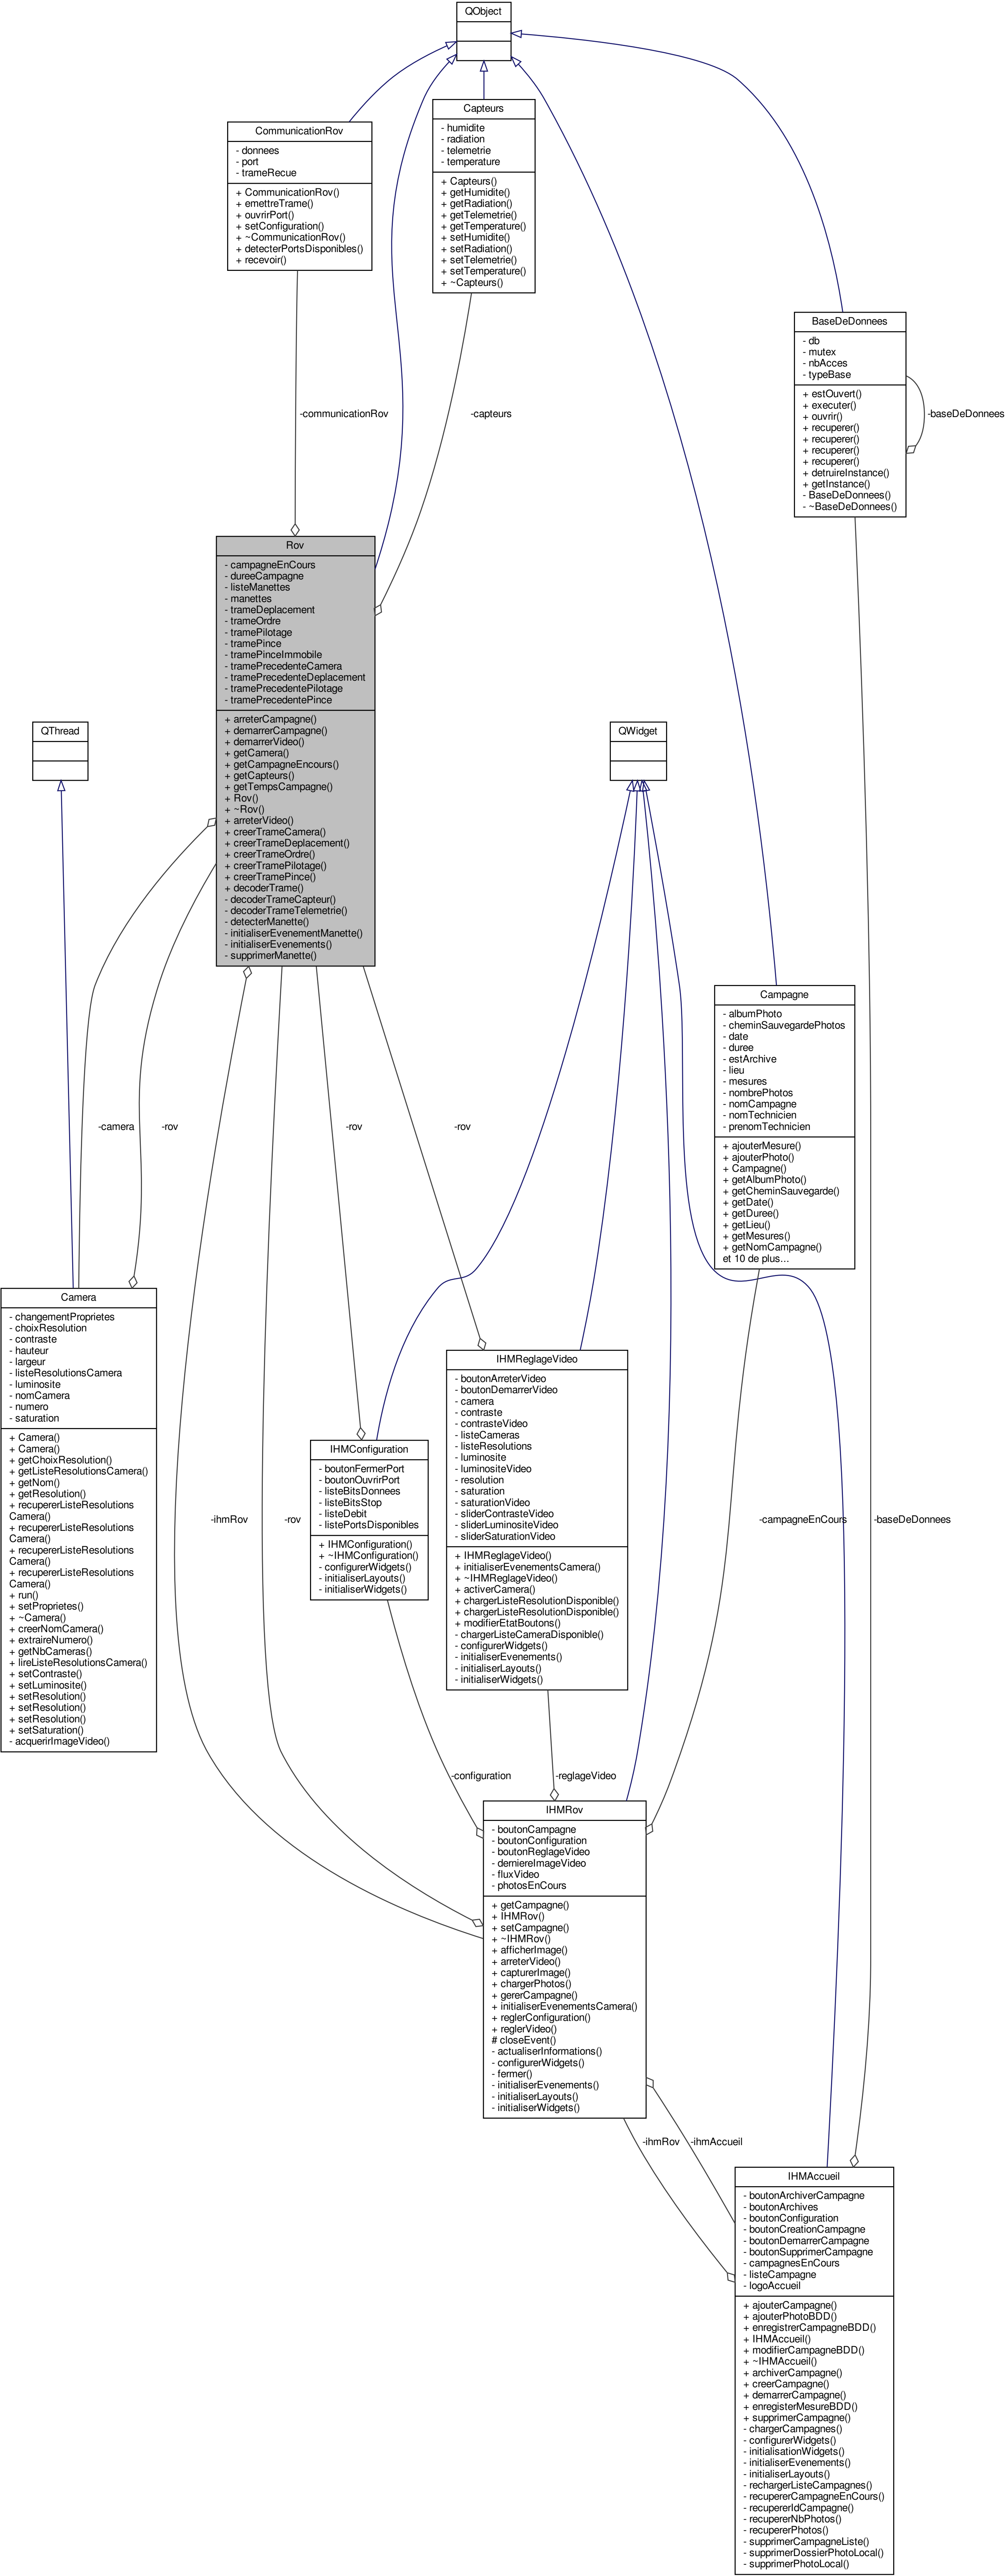 QObject
CommunicationRov
- donnees
- port
- trameRecue
+ CommunicationRov()
+ emettreTrame()
+ ouvrirPort()
+ setConfiguration()
+ ~CommunicationRov()
+ detecterPortsDisponibles()
+ recevoir()
Capteurs
- humidite
- radiation
- telemetrie
- temperature
+ Capteurs()
+ getHumidite()
+ getRadiation()
+ getTelemetrie()
+ getTemperature()
+ setHumidite()
+ setRadiation()
+ setTelemetrie()
+ setTemperature()
+ ~Capteurs()
BaseDeDonnees
- db
- mutex
- nbAcces
- typeBase
+ estOuvert()
+ executer()
+ ouvrir()
+ recuperer()
+ recuperer()
+ recuperer()
+ recuperer()
+ detruireInstance()
+ getInstance()
- BaseDeDonnees()
- ~BaseDeDonnees()
-communicationRov
-capteurs
-baseDeDonnees
Rov
- campagneEnCours
- dureeCampagne
- listeManettes
- manettes
- trameDeplacement
- trameOrdre
- tramePilotage
- tramePince
- tramePinceImmobile
- tramePrecedenteCamera
- tramePrecedenteDeplacement
- tramePrecedentePilotage
- tramePrecedentePince
+ arreterCampagne()
+ demarrerCampagne()
+ demarrerVideo()
+ getCamera()
+ getCampagneEncours()
+ getCapteurs()
+ getTempsCampagne()
+ Rov()
+ ~Rov()
+ arreterVideo()
+ creerTrameCamera()
+ creerTrameDeplacement()
+ creerTrameOrdre()
+ creerTramePilotage()
+ creerTramePince()
+ decoderTrame()
- decoderTrameCapteur()
- decoderTrameTelemetrie()
- detecterManette()
- initialiserEvenementManette()
- initialiserEvenements()
- supprimerManette()
QThread
QWidget
Campagne
- albumPhoto
- cheminSauvegardePhotos
- date
- duree
- estArchive
- lieu
- mesures
- nombrePhotos
- nomCampagne
- nomTechnicien
- prenomTechnicien
+ ajouterMesure()
+ ajouterPhoto()
+ Campagne()
+ getAlbumPhoto()
+ getCheminSauvegarde()
+ getDate()
+ getDuree()
+ getLieu()
+ getMesures()
+ getNomCampagne()
et 10 de plus...
-camera
-rov
-rov
-rov
Camera
- changementProprietes
- choixResolution
- contraste
- hauteur
- largeur
- listeResolutionsCamera
- luminosite
- nomCamera
- numero
- saturation
+ Camera()
+ Camera()
+ getChoixResolution()
+ getListeResolutionsCamera()
+ getNom()
+ getResolution()
+ recupererListeResolutions
Camera()
+ recupererListeResolutions
Camera()
+ recupererListeResolutions
Camera()
+ recupererListeResolutions
Camera()
+ run()
+ setProprietes()
+ ~Camera()
+ creerNomCamera()
+ extraireNumero()
+ getNbCameras()
+ lireListeResolutionsCamera()
+ setContraste()
+ setLuminosite()
+ setResolution()
+ setResolution()
+ setResolution()
+ setSaturation()
- acquerirImageVideo()
IHMConfiguration
- boutonFermerPort
- boutonOuvrirPort
- listeBitsDonnees
- listeBitsStop
- listeDebit
- listePortsDisponibles
+ IHMConfiguration()
+ ~IHMConfiguration()
- configurerWidgets()
- initialiserLayouts()
- initialiserWidgets()
IHMReglageVideo
- boutonArreterVideo
- boutonDemarrerVideo
- camera
- contraste
- contrasteVideo
- listeCameras
- listeResolutions
- luminosite
- luminositeVideo
- resolution
- saturation
- saturationVideo
- sliderContrasteVideo
- sliderLuminositeVideo
- sliderSaturationVideo
+ IHMReglageVideo()
+ initialiserEvenementsCamera()
+ ~IHMReglageVideo()
+ activerCamera()
+ chargerListeResolutionDisponible()
+ chargerListeResolutionDisponible()
+ modifierEtatBoutons()
- chargerListeCameraDisponible()
- configurerWidgets()
- initialiserEvenements()
- initialiserLayouts()
- initialiserWidgets()
-ihmRov
-rov
-campagneEnCours
-baseDeDonnees
-configuration
-reglageVideo
IHMRov
- boutonCampagne
- boutonConfiguration
- boutonReglageVideo
- derniereImageVideo
- fluxVideo
- photosEnCours
+ getCampagne()
+ IHMRov()
+ setCampagne()
+ ~IHMRov()
+ afficherImage()
+ arreterVideo()
+ capturerImage()
+ chargerPhotos()
+ gererCampagne()
+ initialiserEvenementsCamera()
+ reglerConfiguration()
+ reglerVideo()
# closeEvent()
- actualiserInformations()
- configurerWidgets()
- fermer()
- initialiserEvenements()
- initialiserLayouts()
- initialiserWidgets()
-ihmRov
-ihmAccueil
IHMAccueil
- boutonArchiverCampagne
- boutonArchives
- boutonConfiguration
- boutonCreationCampagne
- boutonDemarrerCampagne
- boutonSupprimerCampagne
- campagnesEnCours
- listeCampagne
- logoAccueil
+ ajouterCampagne()
+ ajouterPhotoBDD()
+ enregistrerCampagneBDD()
+ IHMAccueil()
+ modifierCampagneBDD()
+ ~IHMAccueil()
+ archiverCampagne()
+ creerCampagne()
+ demarrerCampagne()
+ enregisterMesureBDD()
+ supprimerCampagne()
- chargerCampagnes()
- configurerWidgets()
- initialisationWidgets()
- initialiserEvenements()
- initialiserLayouts()
- rechargerListeCampagnes()
- recupererCampagneEnCours()
- recupererIdCampagne()
- recupererNbPhotos()
- recupererPhotos()
- supprimerCampagneListe()
- supprimerDossierPhotoLocal()
- supprimerPhotoLocal()